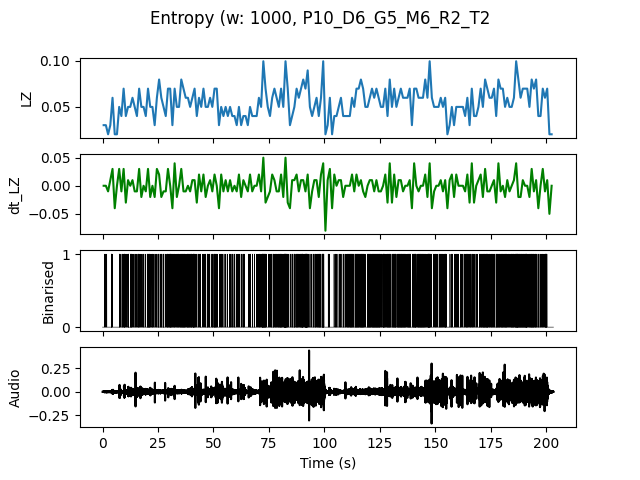 Entropy (w: 1000, P10_D6_G5_M6_R2_T2
0.10
0.05
LZ
0.05
0.00
−0.05
dt_LZ
1
0
Binarised
0.25
0.00
−0.25
Audio
0 25 50 75 100 125 150 175 200
Time (s)